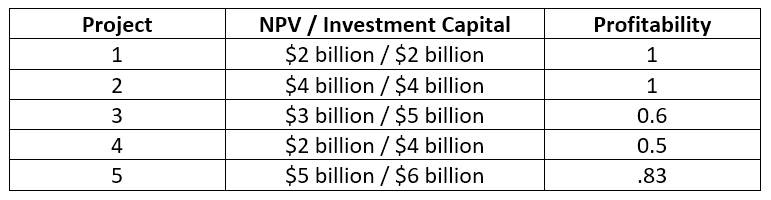 Project NPV / Investment Capital Profitability
1 $2 billion / $2 billion 1
2 $4 billion / $4 billion 1
3 $3 billion / $5 billion 0.6
4 $2 billion / $4 billion 0.5
5 $5 billion / $6 billion .83